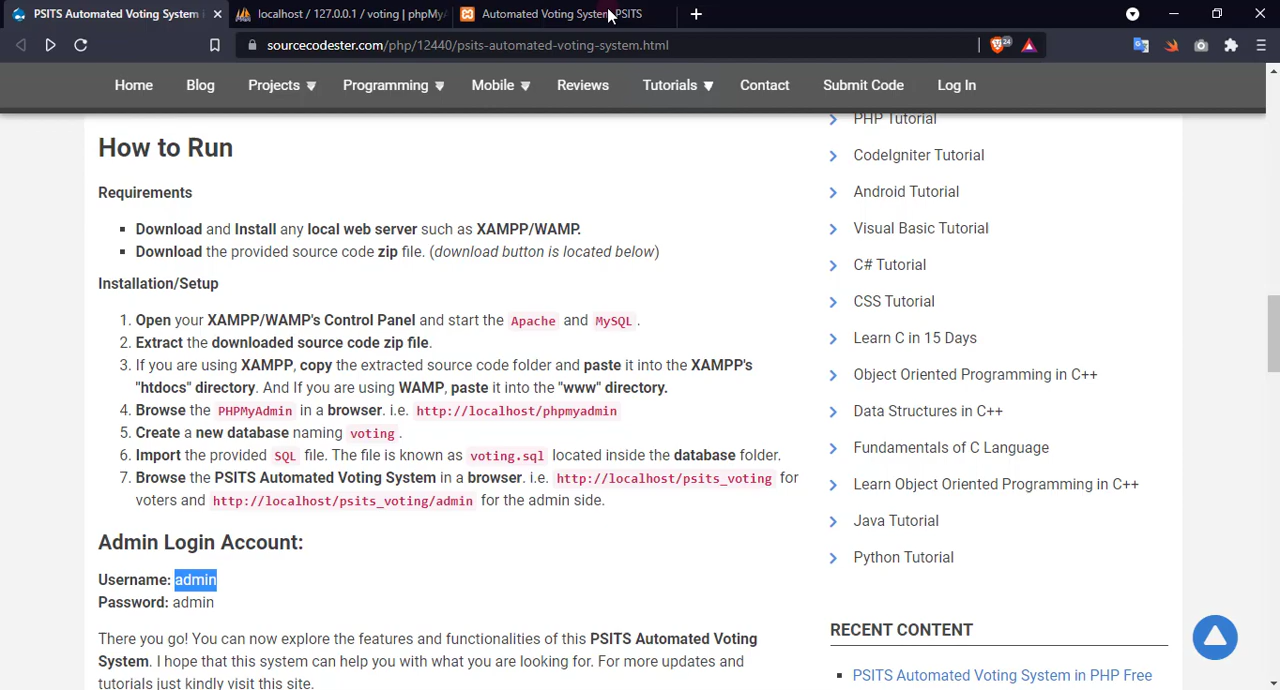 PSITS Automated Voting System i
localhost / 127.0.0.1 / voting | phpMyA
Automated Voting System PSITS
sourcecodester.com/php/12440/psits-automated-voting-system.html
24
Home Blog Projects Programming Mobile Reviews Tutorials Contact Submit Code Log In
How to Run
Requirements
Download and Install any local web server such as XAMPP/WAMP.
Download the provided source code zip file. (download button is located below)
Installation/Setup
1. Open your XAMPP/WAMP's Control Panel and start the Apache and MySQL .
2. Extract the downloaded source code zip file.
3. If you are using XAMPP, copy the extracted source code folder and paste it into the XAMPP's
"htdocs" directory. And If you are using WAMP, paste it into the "www" directory.
4. Browse the PHPMyAdmin in a browser. i.e. http://localhost/phpmyadmin
5. Create a new database naming voting .
6. Import the provided SQL file. The file is known as voting.sql located inside the database folder.
7. Browse the PSITS Automated Voting System in a browser. i.e. http://localhost/psits_voting for
voters and http://localhost/psits_voting/admin for the admin side.
Admin Login Account:
Username: admin
Password: admin
There you go! You can now explore the features and functionalities of this PSITS Automated Voting
System. I hope that this system can help you with what you are looking for. For more updates and
tutorials just kindly visit this site.
PHP Tutorial
CodeIgniter Tutorial
Android Tutorial
Visual Basic Tutorial
C# Tutorial
CSS Tutorial
Learn C in 15 Days
Object Oriented Programming in C++
Data Structures in C++
Fundamentals of C Language
Learn Object Oriented Programming in C++
Java Tutorial
Python Tutorial
RECENT CONTENT
PSITS Automated Voting System in PHP Free